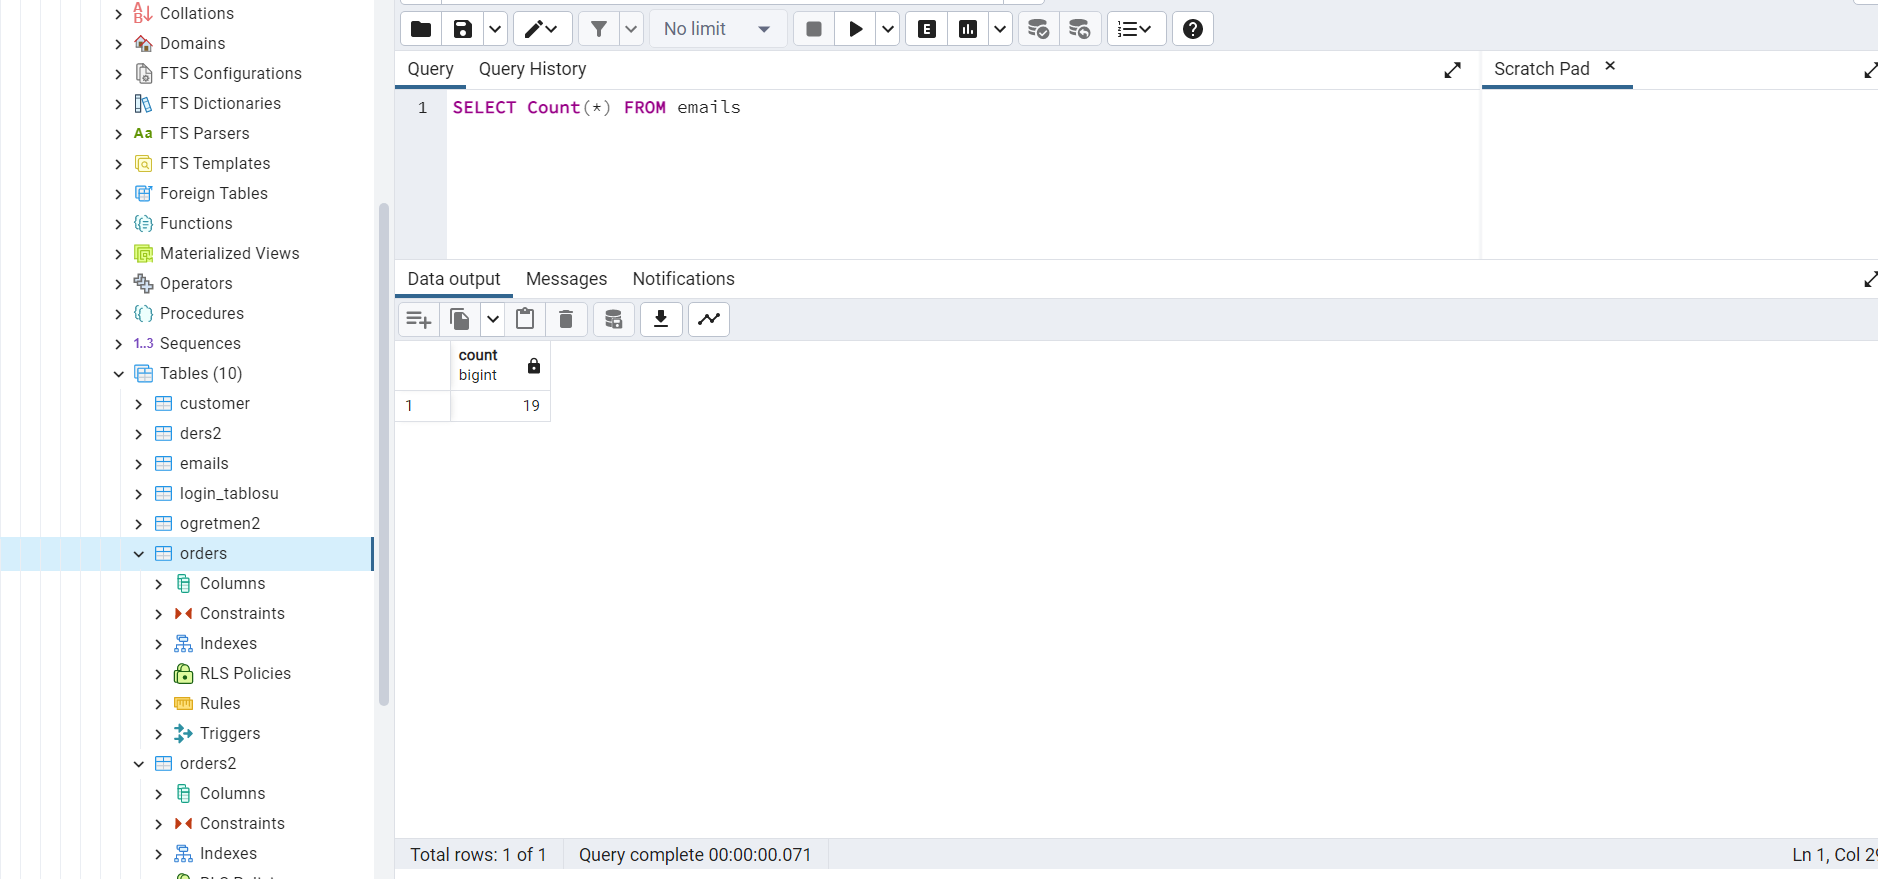 Collations
Domains
FTS Configurations
FTS Dictionaries
Aa FTS Parsers
FTS Templates
Foreign Tables
Functions
Materialized Views
Operators
Procedures
1..3 Sequences
Tables (10)
customer
ders2
emails
login_tablosu
ogretmen2
orders
Columns
Constraints
Indexes
RLS Policies
Rules
Triggers
orders2
Columns
Constraints
Indexes
No limit
E
Query Query History
Scratch Pad
1 SELECT Count(*) FROM emails
Data output Messages Notifications
count
bigint
1 19
Total rows: 1 of 1 Query complete 00:00:00.071
Ln 1, Col